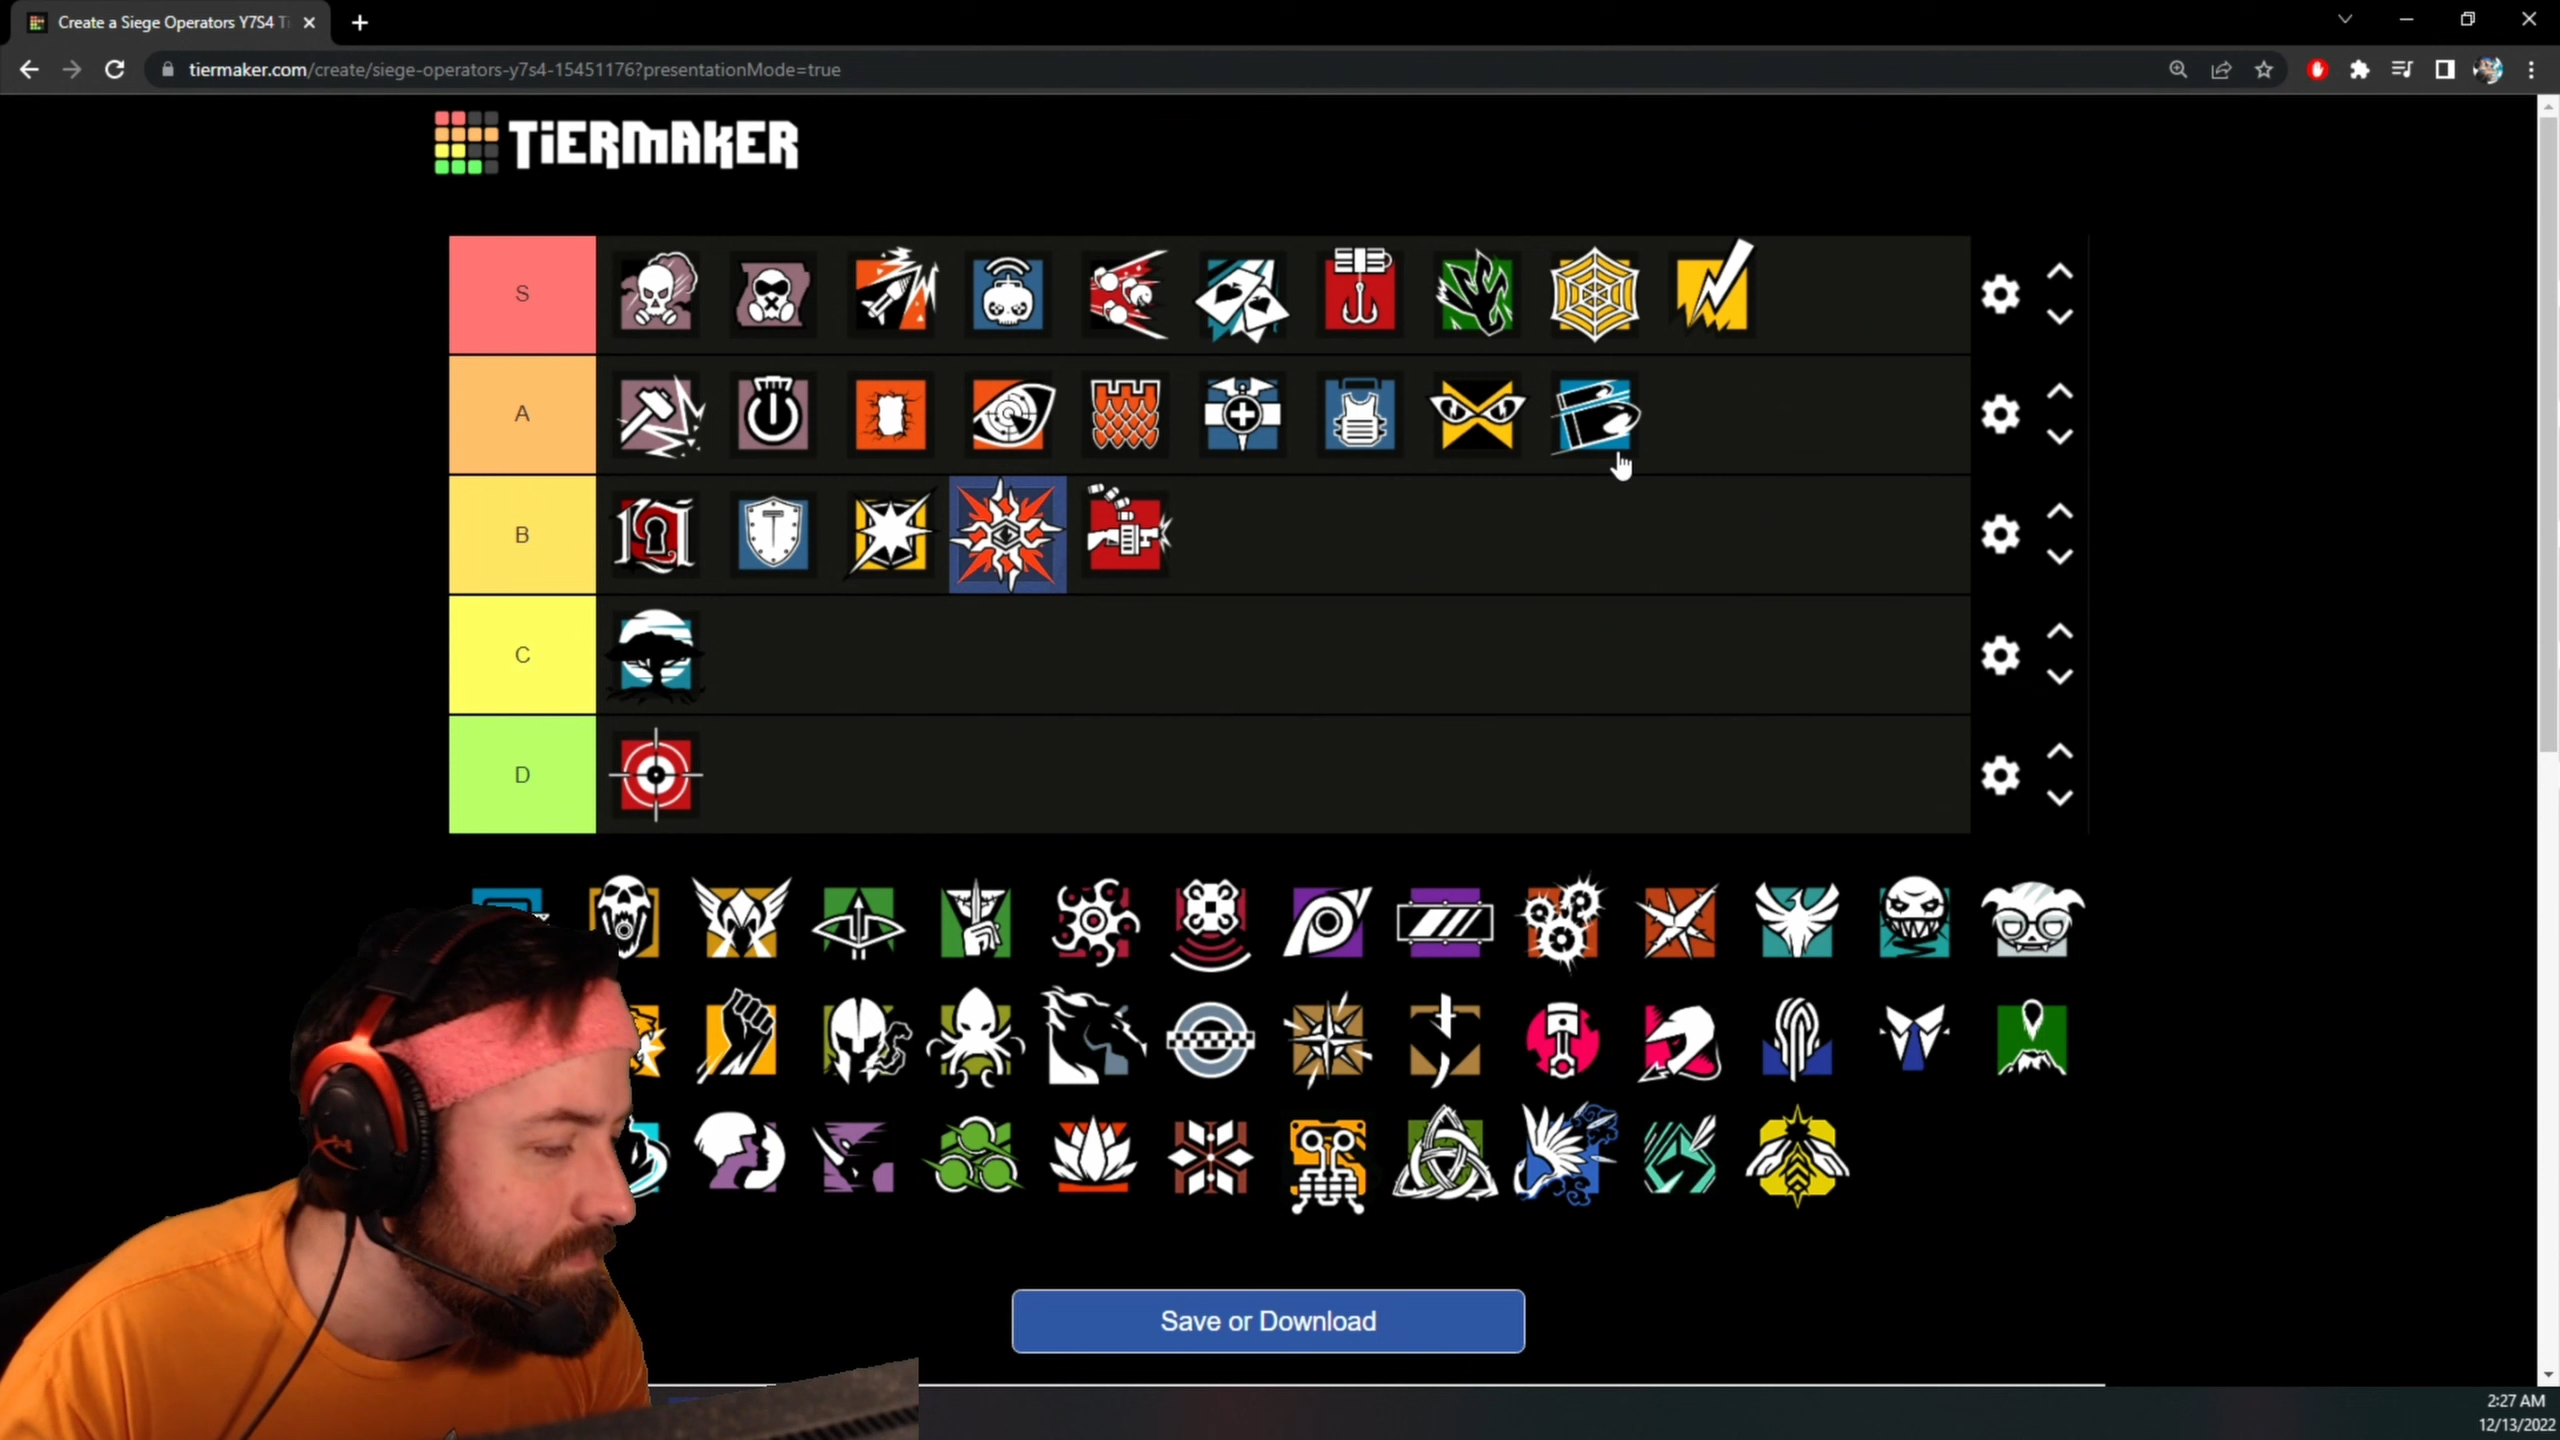 Create a Siege Operators Y7S4 Ti
tiermaker.com/create/siege-operators-y7s4-15451176?presentationMode=true
TiERMAKER
S
A
B
C
D
Save or Download
2:27 AM
12/13/2022